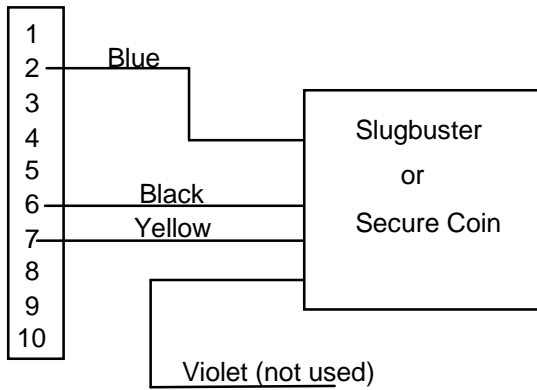 1
2
3
4
5
6
7
8
9
10
Blue
Black
Yellow
Violet (not used)
Slugbuster
or
Secure Coin